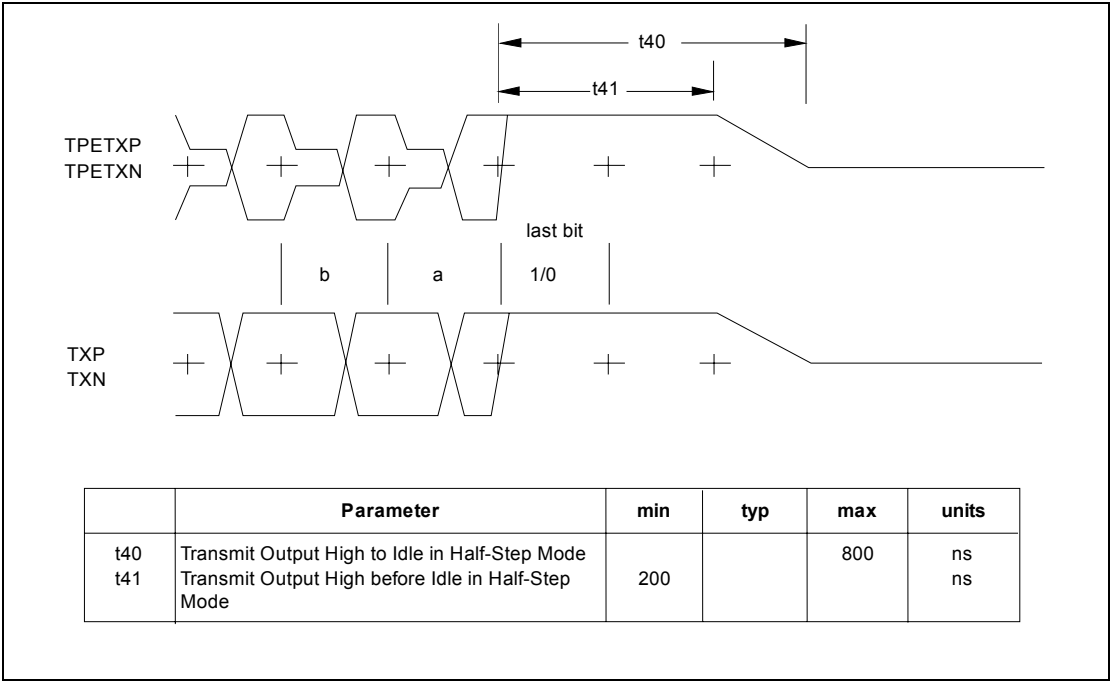 t40
t41
TPETXP
TPETXN
last bit
b a 1/0
TXP
TXN
Parameter min typ max units
t40 Transmit Output High to Idle in Half-Step Mode 800 ns
t41 Transmit Output High before Idle in Half-Step 200 ns
Mode